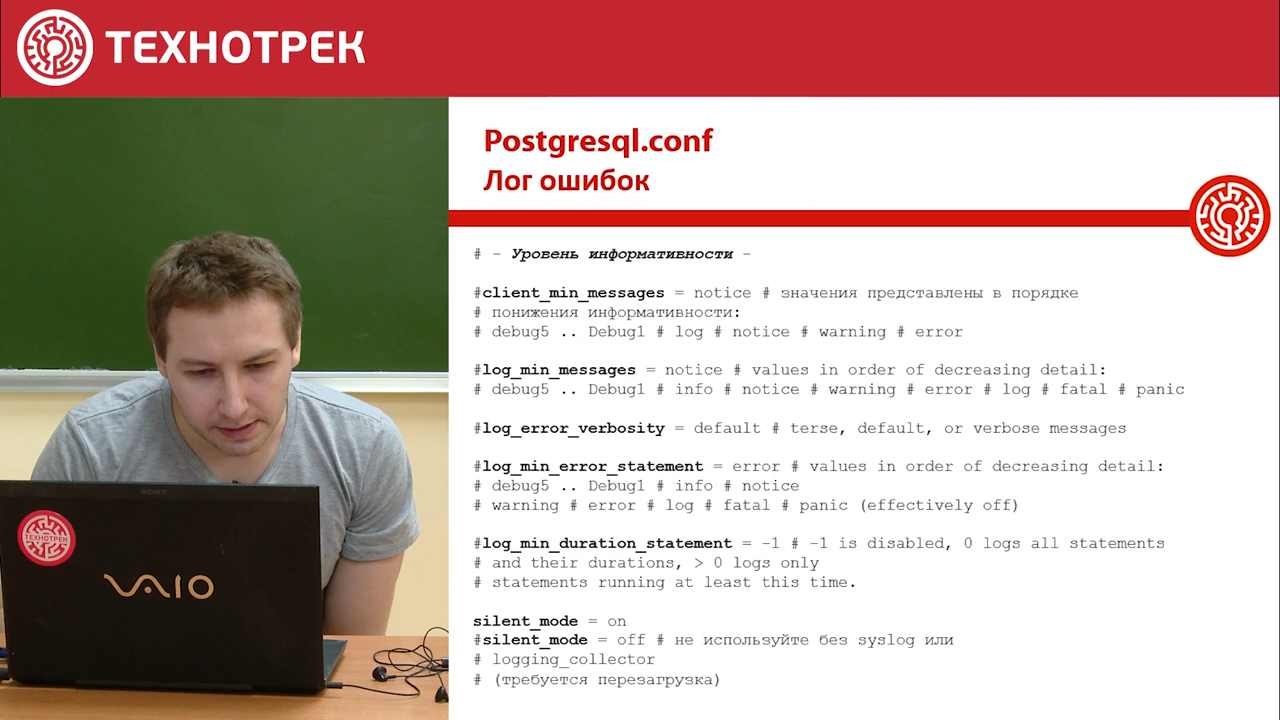 ТЕХНОТРЕК
Postgresql.conf
Лог ошибок
# - Уровень информативности -
#client_min_messages = notice # значения представлены в порядке
# понижения информативности:
# debug5 .. Debug1 # log # notice # warning # error
#log_min_messages = notice # values in order of decreasing detail:
# debug5 .. Debug1 # info # notice # warning # error # log # fatal # panic
#log_error_verbosity = default # terse, default, or verbose messages
#log_min_error_statement = error # values in order of decreasing detail:
# debug5 .. Debug1 # info # notice
# warning # error # log # fatal # panic (effectively off)
#log_min_duration_statement = -1 # -1 is disabled, 0 logs all statements
# and their durations, > 0 logs only
# statements running at least this time.
silent_mode = on
#silent_mode = off # не используйте без syslog или
# logging_collector
# (требуется перезагрузка)
SONY
ТЕХНОТРЕК
VAIO